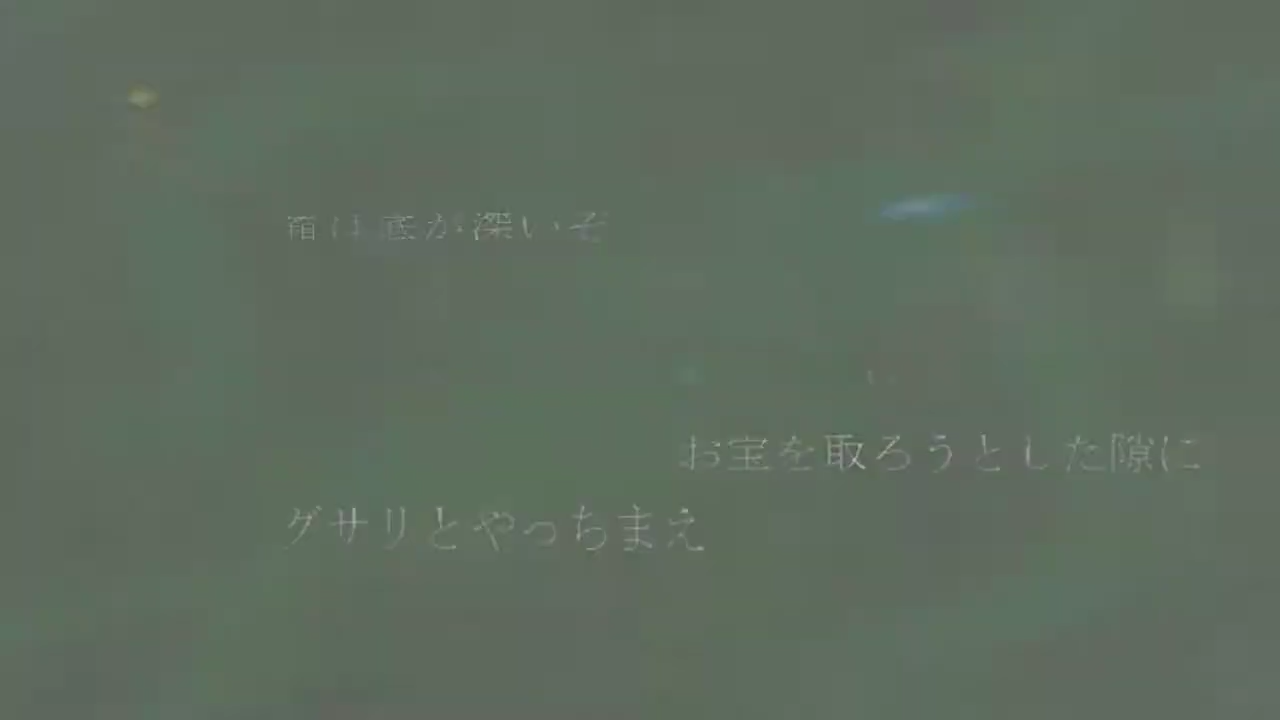 箱は底が深いぞ
お宝を取ろうとした隙に
グサリとやっちまえ